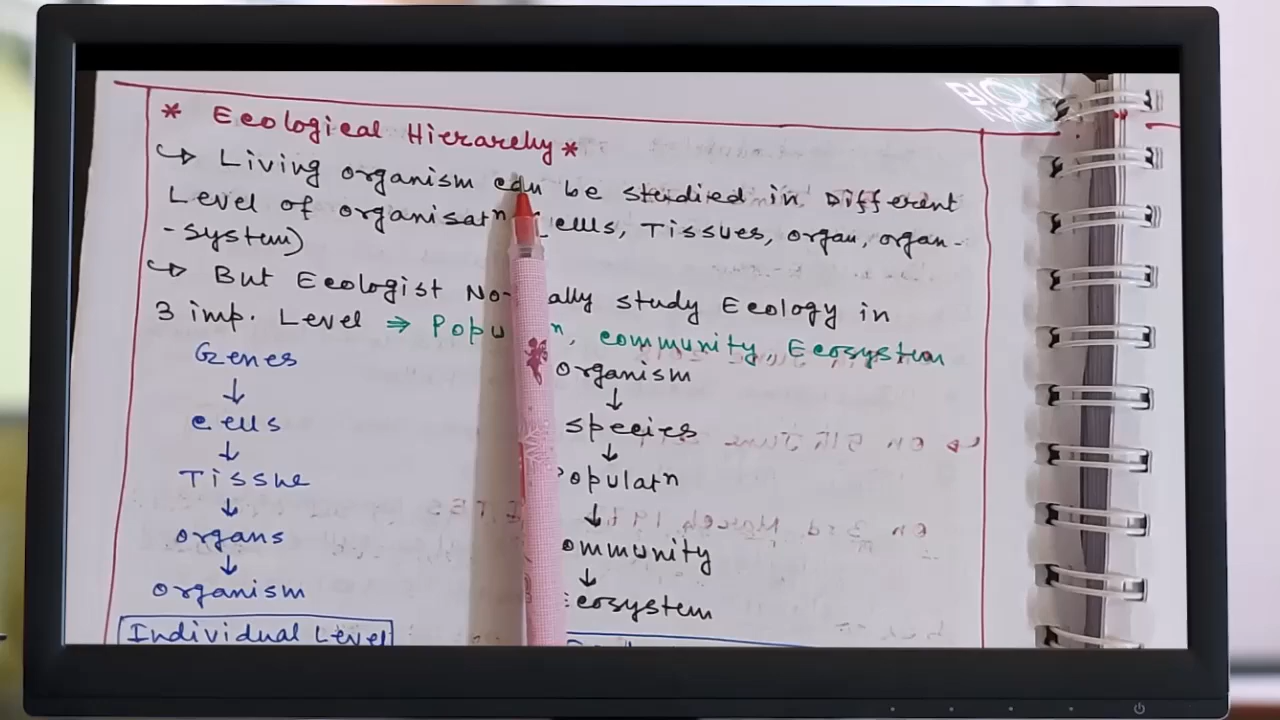 * Ecological Hierarchy *
↳ Living organism can be studied in Different
Level of organisatn Cells, Tissues, organ, organ-
-system)
↳ But Ecologist No ally study Ecology in
3 imp. Level ⇒ Popu n, community, Ecosystem
Genes
↓
cells
↓
Tissue
↓
organs
↓
organism
Individual Level
organism
↓
species
↓
Populatn
↓
ommunity
↓
Ecosystem